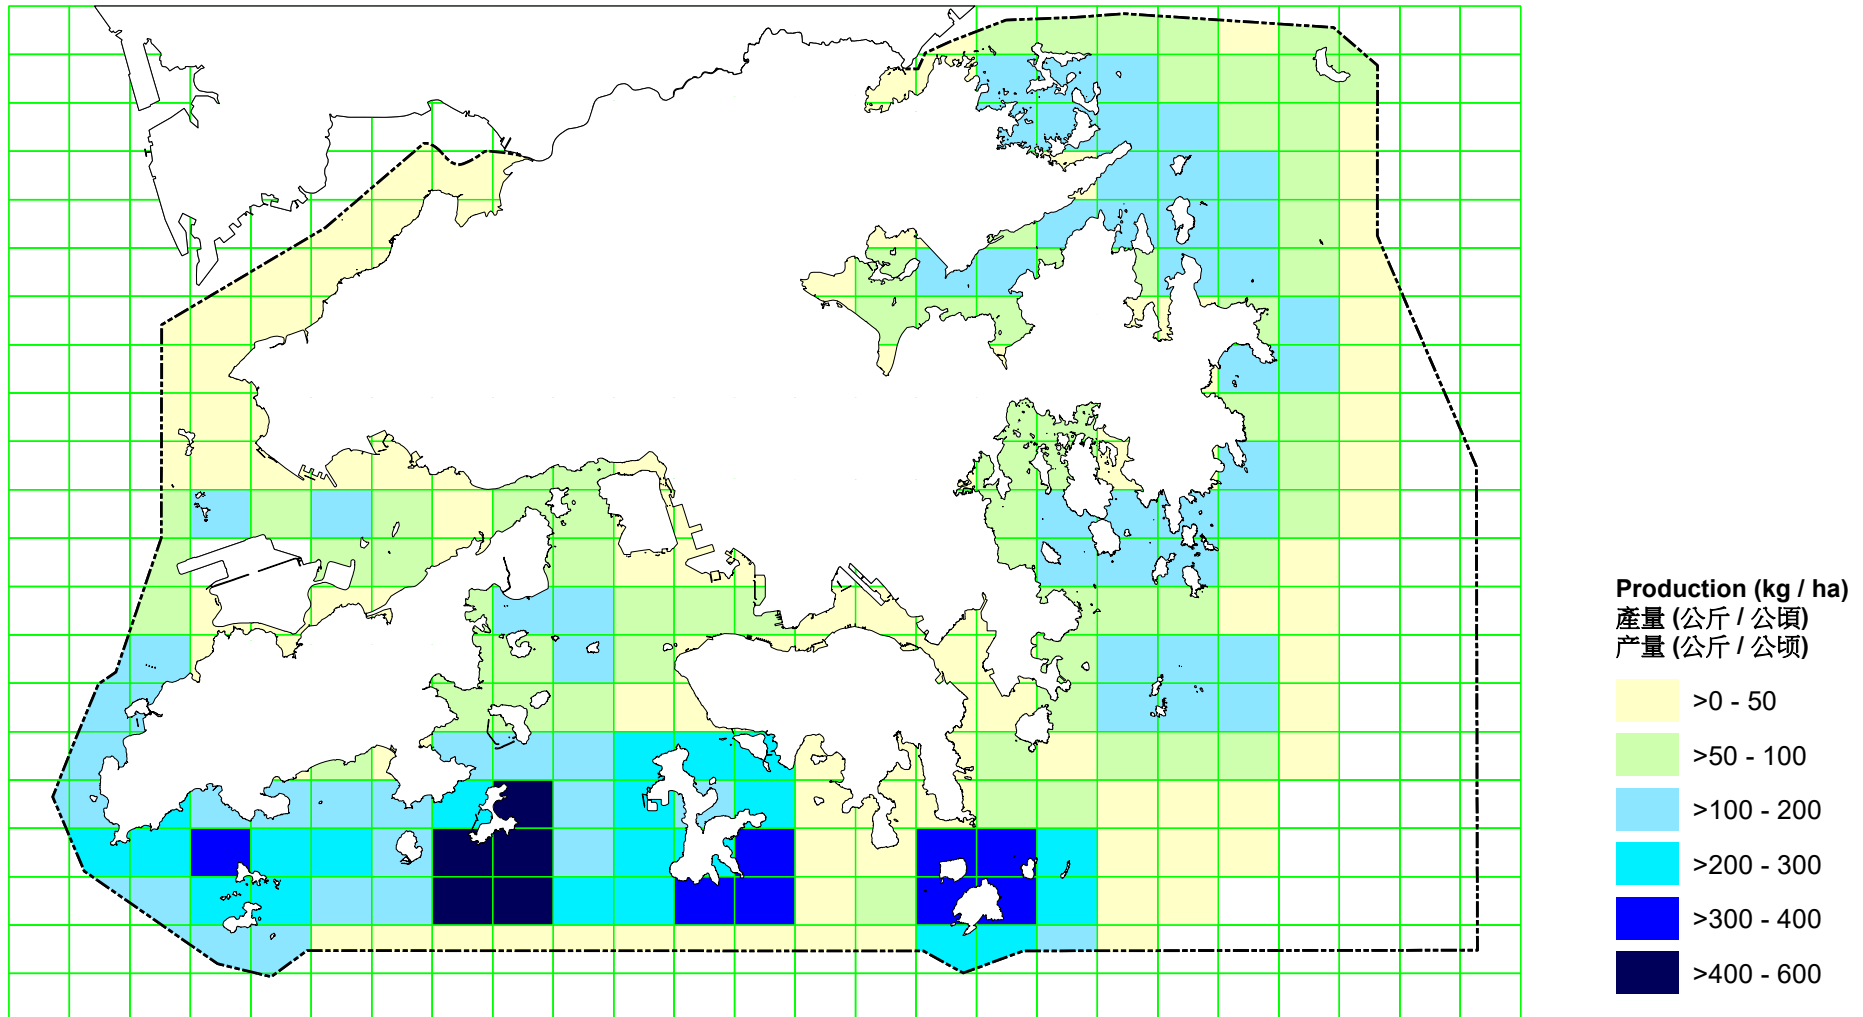 Production (kg / ha)
產量 (公斤 / 公頃)
产量 (公斤 / 公顷)
>0 - 50
>50 - 100
>100 - 200
>200 - 300
>300 - 400
>400 - 600